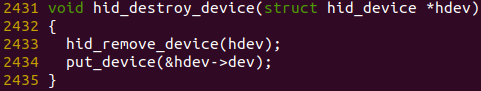 2431 void hid_destroy_device(struct hid_device *hdev)
2432 {
2433   hid_remove_device(hdev);
2434   put_device(&hdev->dev);
2435 }